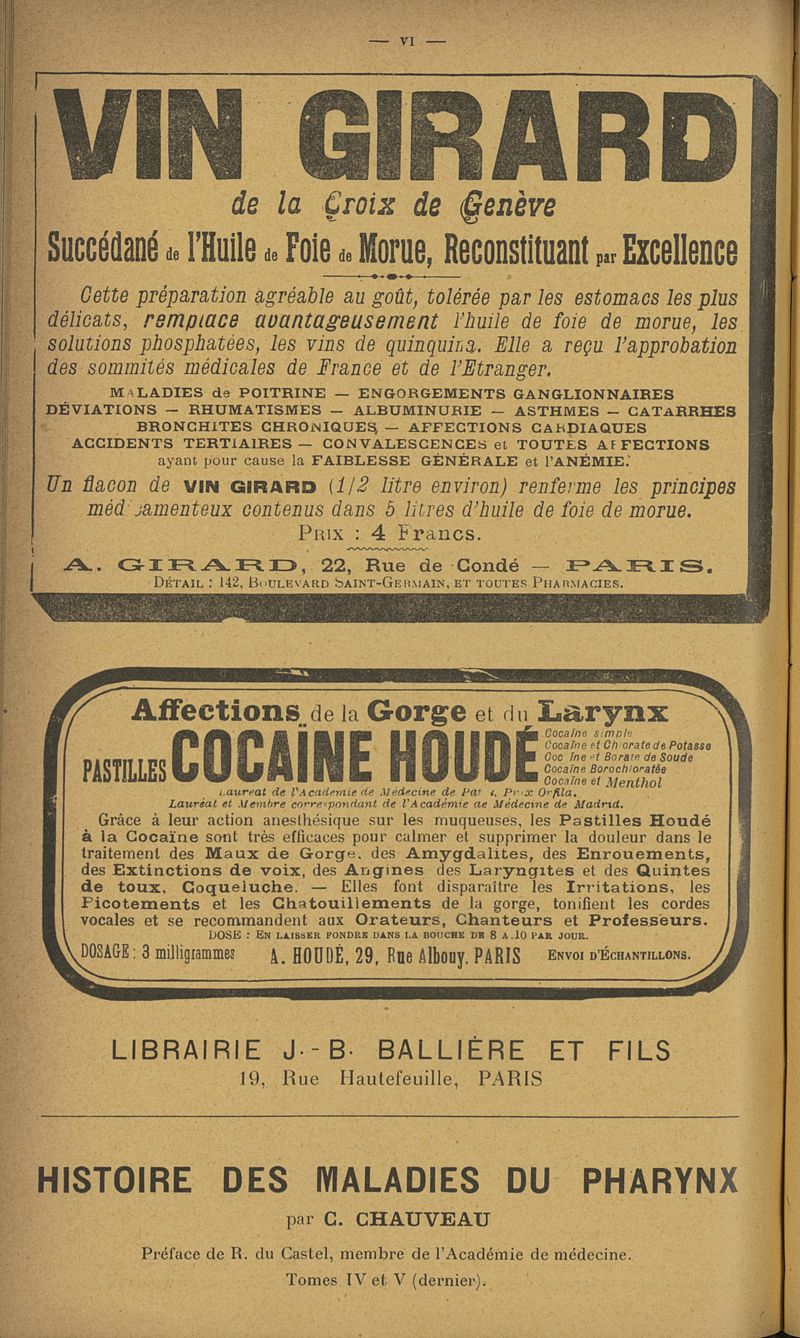 — VI —
VIN GIRARD
de la Croix de Genève
Succédané de l'Huile de Foie de Morue, Reconstituant par Excellence
Cette préparation agréable au goût, tolérée par les estomacs les plus
délicats, remplace avantageusement l'huile de foie de morue, les
solutions phosphatées, les vins de quinquina. Elle a reçu l'approbation
des sommités médicales de France et de l'Etranger.
MALADIES de POITRINE — ENGORGEMENTS GANGLIONNAIRES
DÉVIATIONS — RHUMATISMES — ALBUMINURIE — ASTHMES — CATARRHES
BRONCHITES CHRONIQUES — AFFECTIONS CARDIAQUES
ACCIDENTS TERTIAIRES — CONVALESCENCES et TOUTES AFFECTIONS
ayant pour cause la FAIBLESSE GÉNÉRALE et l'ANÉMIE.
Un flacon de VIN GIRARD (1/2 litre environ) renferme les principes
médicamenteux contenus dans 5 litres d'huile de foie de morue.
PRIX : 4 Francs.
A. GIRARD, 22, Rue de Condé — PARIS.
DÉTAIL : 142, BOULEVARD SAINT-GERMAIN, ET TOUTES PHARMACIES.
Affections de la Gorge et du Larynx
PASTILLES COCAÏNE HOUDÉ
Cocaïne simple
Cocaïne et Chlorate de Potasse
Cocaïne et Borate de Soude
Cocaïne Borochloratée
Cocaïne et Menthol
Lauréat de l'Académie de Médecine de Paris, Prix Orfila.
Lauréat et Membre correspondant de l'Académie de Médecine de Madrid.
Grâce à leur action anesthésique sur les muqueuses, les Pastilles Houdé
à la Cocaïne sont très efficaces pour calmer et supprimer la douleur dans le
traitement des Maux de Gorge, des Amygdalites, des Enrouements,
des Extinctions de voix, des Angines des Laryngites et des Quintes
de toux, Coqueluche. — Elles font disparaître les Irritations, les
Picotements et les Chatouillements de la gorge, tonifient les cordes
vocales et se recommandent aux Orateurs, Chanteurs et Professeurs.
DOSE : EN LAISSER FONDRE DANS LA BOUCHE DE 8 A 10 PAR JOUR.
DOSAGE : 3 milligrammes A. HOUDÉ, 29, Rue Albouy, PARIS ENVOI D'ÉCHANTILLONS.
LIBRAIRIE J.-B. BALLIÈRE ET FILS
19, Rue Hautefeuille, PARIS
HISTOIRE DES MALADIES DU PHARYNX
par C. CHAUVEAU
Préface de R. du Castel, membre de l'Académie de médecine.
Tomes IV et V (dernier).